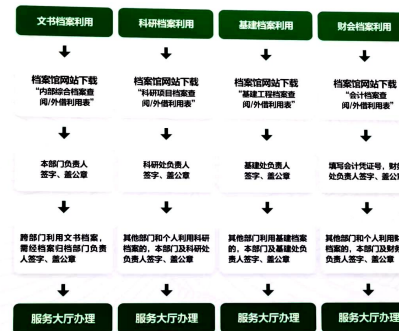 文书档案利用
档案馆网站下载
“内部综合档案查
阅/外借利用表”
本部门负责人
签字、盖公章
跨部门利用文书档案，
需经档案归档部门负责
人签字、盖公章
服务大厅办理
科研档案利用
档案馆网站下载
“科研项目档案查
阅/外借利用表”
科研处负责人
签字、盖公章
其他部门和个人利用科研
档案的，本部门及科研处
负责人签字、盖公章
服务大厅办理
基建档案利用
档案馆网站下载
“基建工程档案查
阅/外借利用表”
基建处负责人
签字、盖公章
其他部门利用基建档案
的，本部门及基建处负
责人签字、盖公章
服务大厅办理
财会档案利用
档案馆网站下载
“会计档案查
阅/外借利用表”
填写会计凭证号，财
处负责人签字、盖公
其他部门和个人利用
档案的，本部门及财
负责人签字、盖公章
服务大厅办理